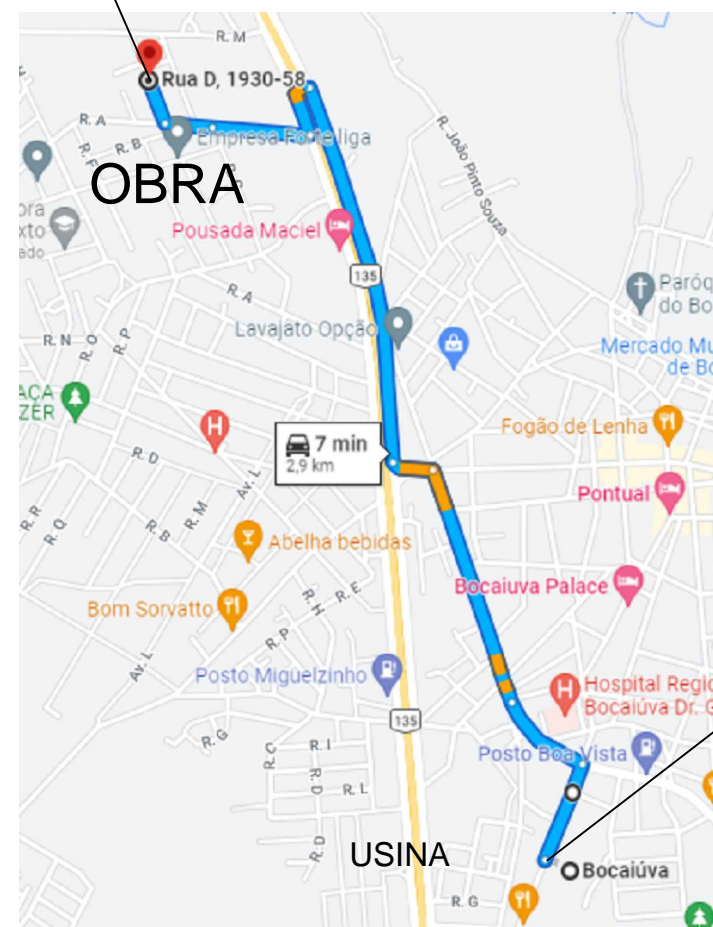 R. M
Rua D, 1930-58
R. A
R. B
R. F
Empresa Forte liga
OBRA
R. João Pinto Souza
Pousada Maciel
135
R. A
Paróq
do Bo
Lavajato Opção
R. N
R. O
R. P
Mercado Mu
de Bo
AÇA
ZER
7 min
2,9 km
Fogão de Lenha
R. D
Av. L
Pontual
R. R
R. Q
R. M
R. B
Abelha bebidas
Bocaiuva Palace
Bom Sorvatto
R. H
R. E
R. P
Av. L
Posto Miguelzinho
Hospital Regio
Bocaiúva Dr. G
135
R. G
R. C
R. I
Posto Boa Vista
R. D
R. L
R. D
USINA
Bocaiúva
R. G